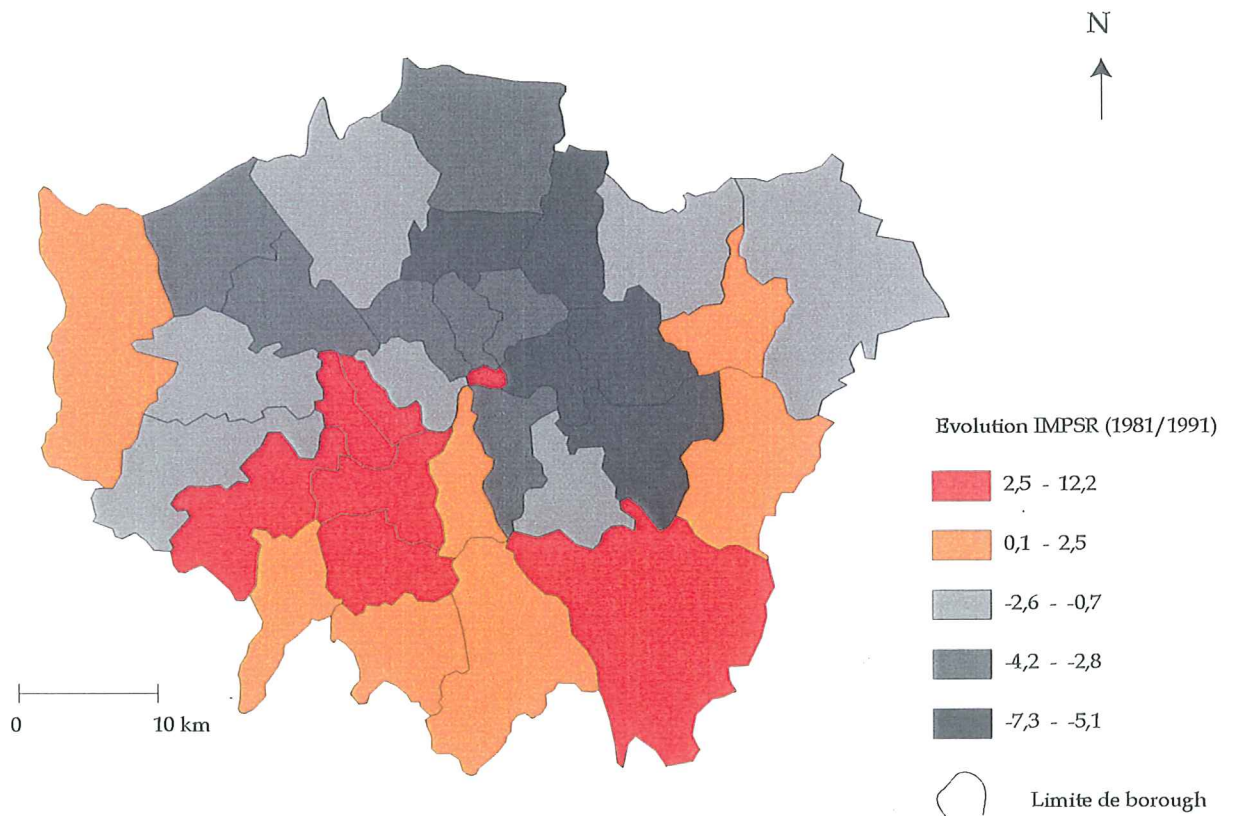 N
Evolution IMPSR (1981/1991)
2,5 - 12,2
0,1 - 2,5
-2,6 - -0,7
-4,2 - -2,8
-7,3 - -5,1
Limite de borough
0 10 km